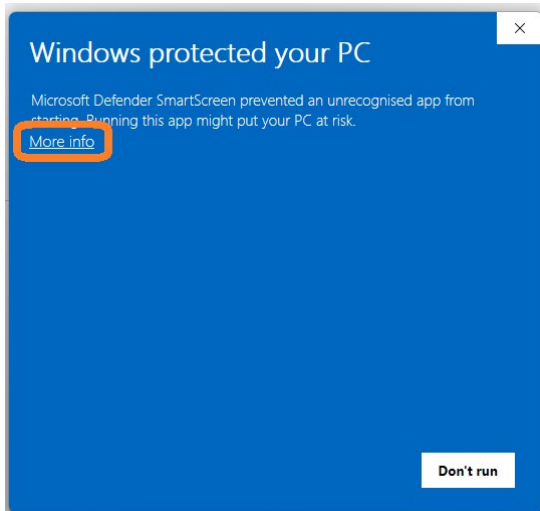 Windows protected your PC
Microsoft Defender SmartScreen prevented an unrecognised app from
starting. Running this app might put your PC at risk.
More info
Don't run